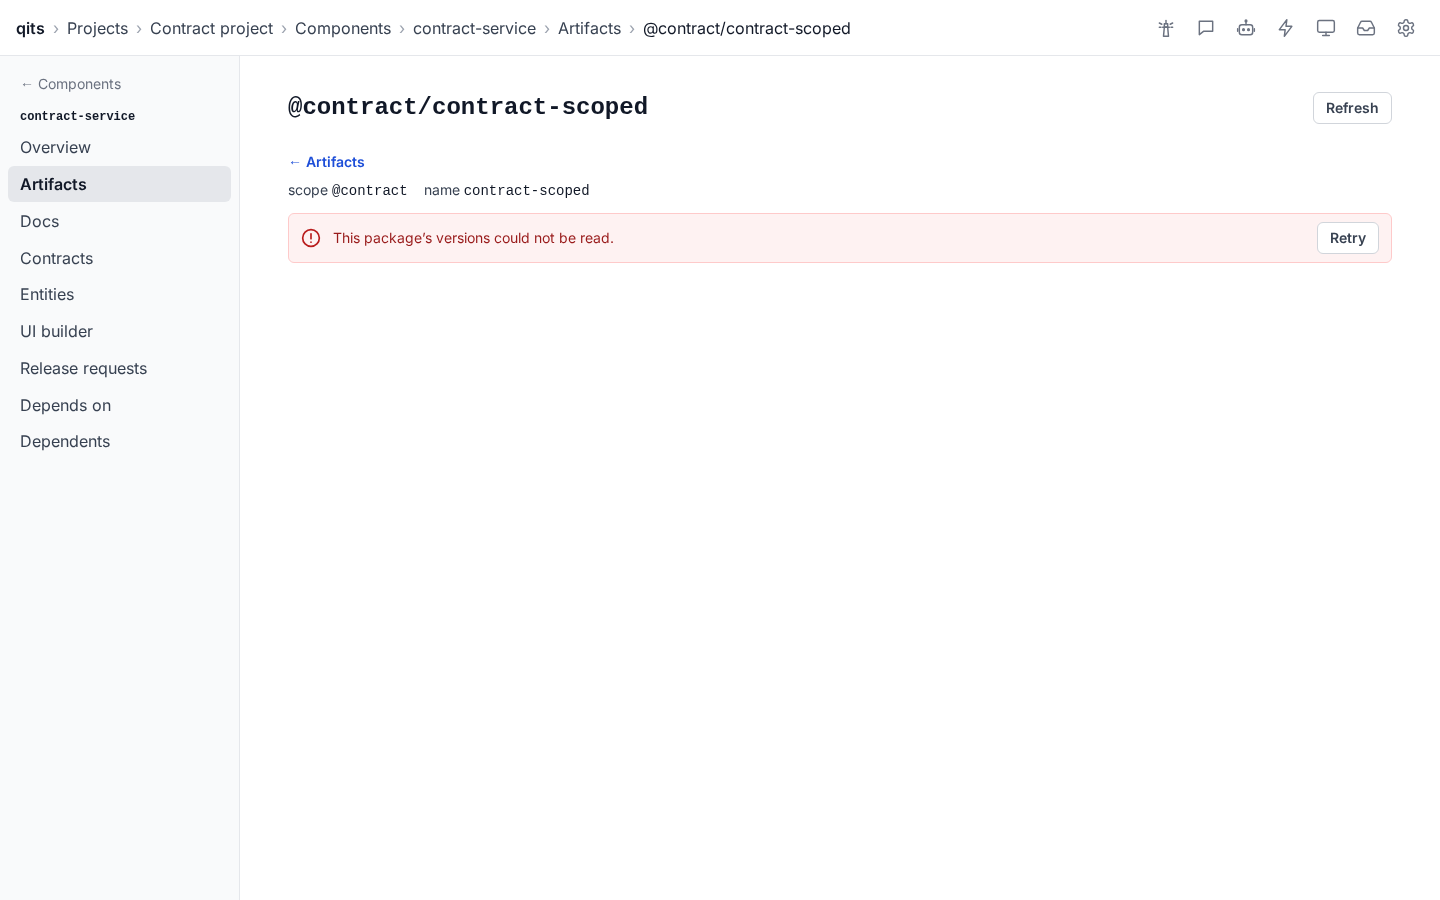 qits › Projects › Contract project › Components › contract-service › Artifacts › @contract/contract-scoped
← Components
contract-service
Overview
Artifacts
Docs
Contracts
Entities
UI builder
Release requests
Depends on
Dependents
@contract/contract-scoped
Refresh
← Artifacts
scope @contract name contract-scoped
This package’s versions could not be read.
Retry